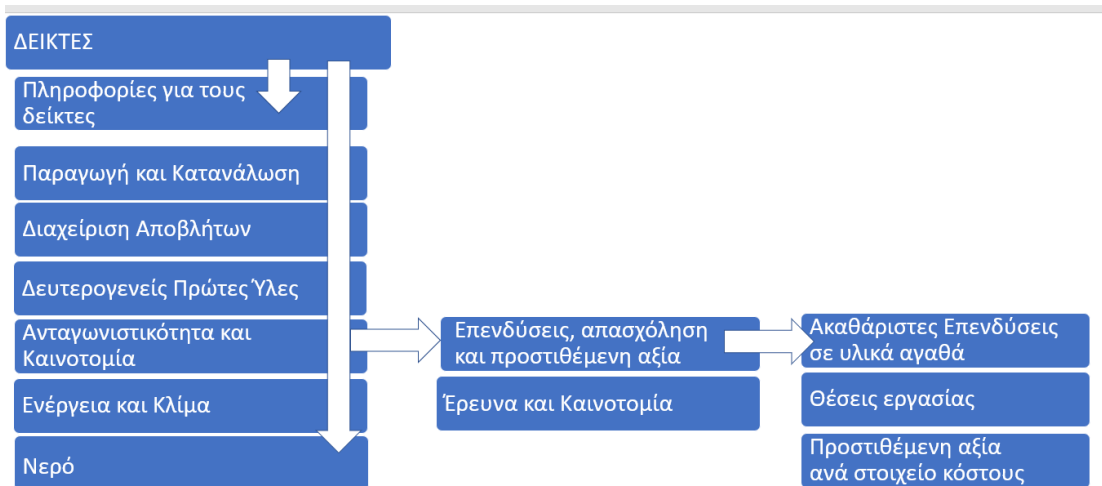 ΔΕΙΚΤΕΣ
Πληροφορίες για τους
δείκτες
Παραγωγή και Κατανάλωση
Διαχείριση Αποβλήτων
Δευτερογενείς Πρώτες Ύλες
Ανταγωνιστικότητα και
Καινοτομία
Ενέργεια και Κλίμα
Νερό
Επενδύσεις, απασχόληση
και προστιθέμενη αξία
Έρευνα και Καινοτομία
Ακαθάριστες Επενδύσεις
σε υλικά αγαθά
Θέσεις εργασίας
Προστιθέμενη αξία
ανά στοιχείο κόστους